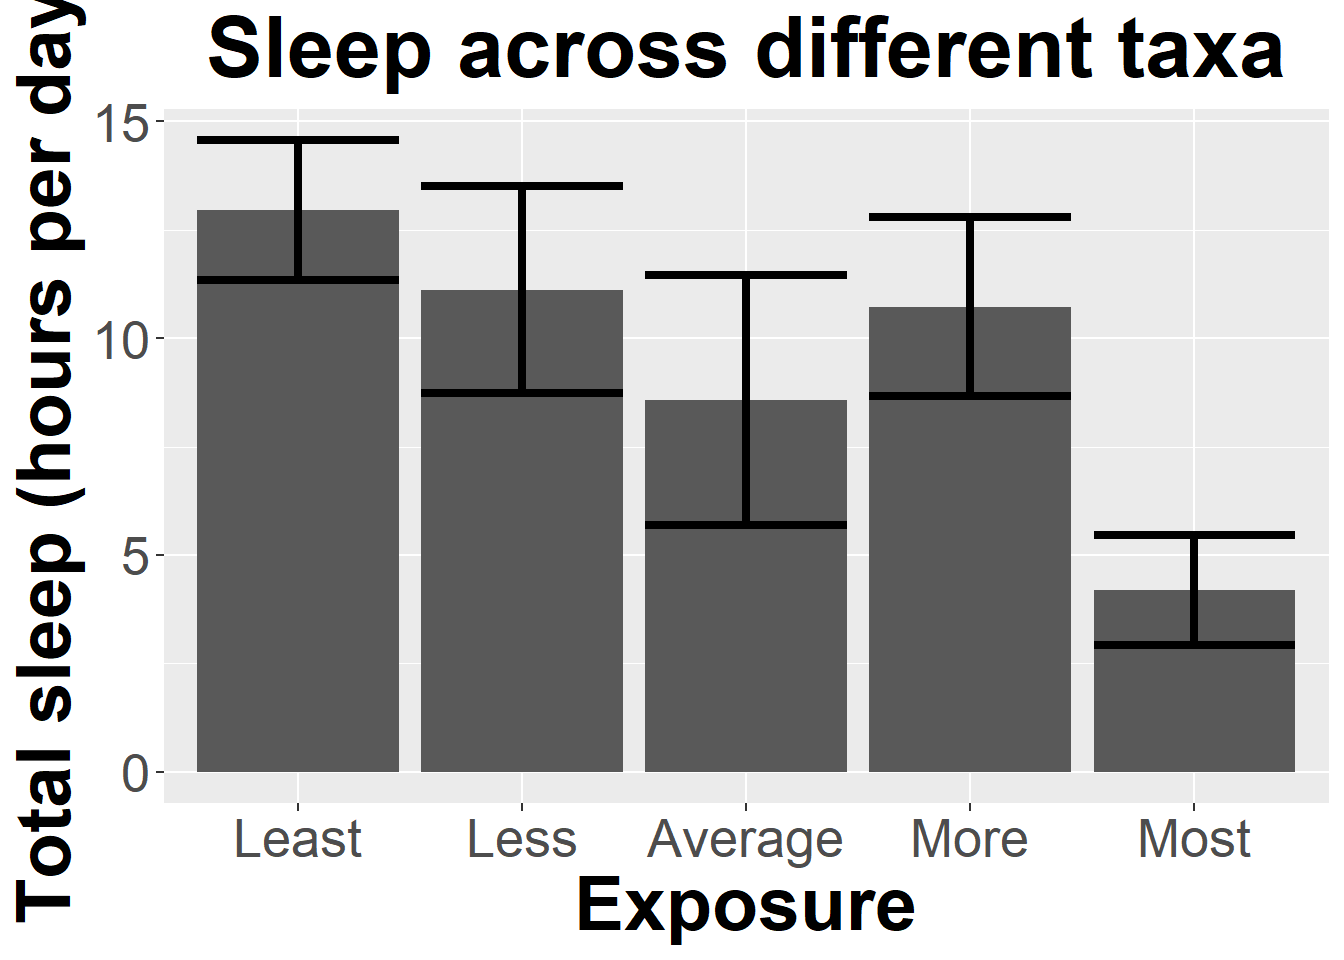 Sleep across different taxa
Total sleep (hours per day
15
10
5
0
Least Less Average More Most
Exposure